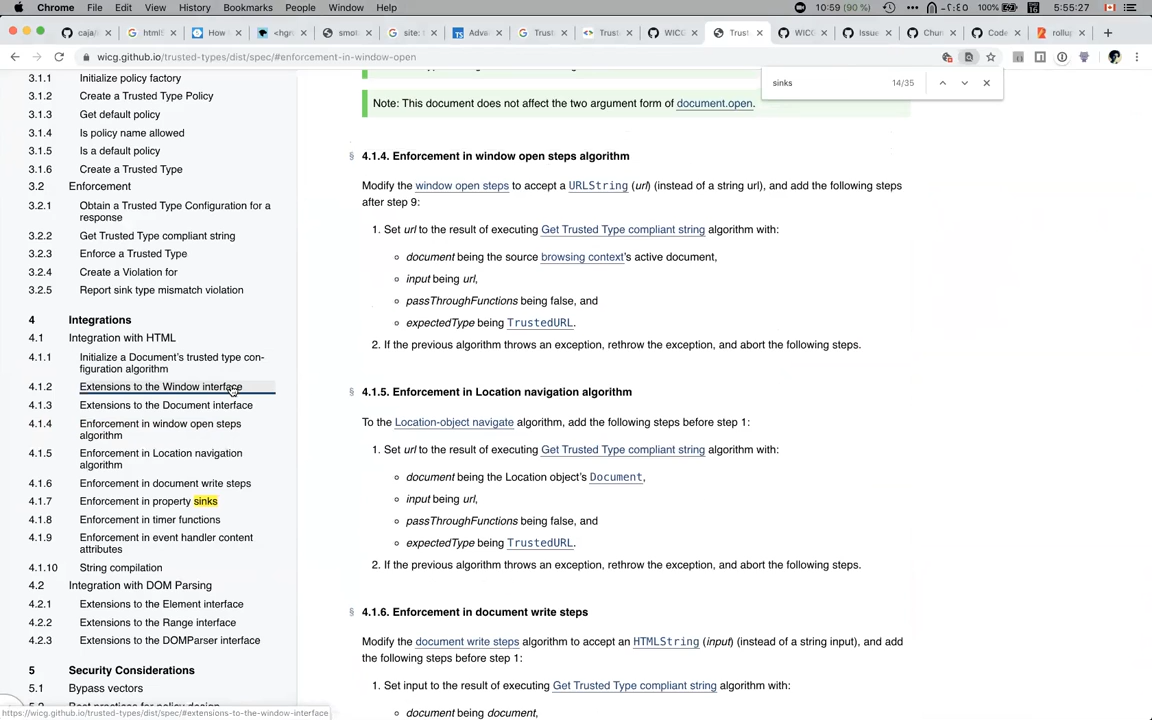 Chrome File Edit View History Bookmarks People Window Help 10:59 (90 %) 100% 5:55:27
caja/ html How <hgr smot site: Adva Trust Trust WICG Trust WICG Issue Chun Code rollup
wicg.github.io/trusted-types/dist/spec/#enforcement-in-window-open
sinks 14/35
3.1.1 Initialize policy factory
3.1.2 Create a Trusted Type Policy
3.1.3 Get default policy
3.1.4 Is policy name allowed
3.1.5 Is a default policy
3.1.6 Create a Trusted Type
3.2 Enforcement
3.2.1 Obtain a Trusted Type Configuration for a
response
3.2.2 Get Trusted Type compliant string
3.2.3 Enforce a Trusted Type
3.2.4 Create a Violation for
3.2.5 Report sink type mismatch violation
4 Integrations
4.1 Integration with HTML
4.1.1 Initialize a Document's trusted type con-
figuration algorithm
4.1.2 Extensions to the Window interface
4.1.3 Extensions to the Document interface
4.1.4 Enforcement in window open steps
algorithm
4.1.5 Enforcement in Location navigation
algorithm
4.1.6 Enforcement in document write steps
4.1.7 Enforcement in property sinks
4.1.8 Enforcement in timer functions
4.1.9 Enforcement in event handler content
attributes
4.1.10 String compilation
4.2 Integration with DOM Parsing
4.2.1 Extensions to the Element interface
4.2.2 Extensions to the Range interface
4.2.3 Extensions to the DOMParser interface
5 Security Considerations
5.1 Bypass vectors
https://wicg.github.io/trusted-types/dist/spec/#extensions-to-the-window-interface
Note: This document does not affect the two argument form of document.open.
§ 4.1.4. Enforcement in window open steps algorithm
Modify the window open steps to accept a URLString (url) (instead of a string url), and add the following steps
after step 9:
1. Set url to the result of executing Get Trusted Type compliant string algorithm with:
document being the source browsing context's active document,
input being url,
passThroughFunctions being false, and
expectedType being TrustedURL.
2. If the previous algorithm throws an exception, rethrow the exception, and abort the following steps.
§ 4.1.5. Enforcement in Location navigation algorithm
To the Location-object navigate algorithm, add the following steps before step 1:
1. Set url to the result of executing Get Trusted Type compliant string algorithm with:
document being the Location object's Document,
input being url,
passThroughFunctions being false, and
expectedType being TrustedURL.
2. If the previous algorithm throws an exception, rethrow the exception, and abort the following steps.
§ 4.1.6. Enforcement in document write steps
Modify the document write steps algorithm to accept an HTMLString (input) (instead of a string input), and add
the following steps before step 1:
1. Set input to the result of executing Get Trusted Type compliant string algorithm with:
document being document,